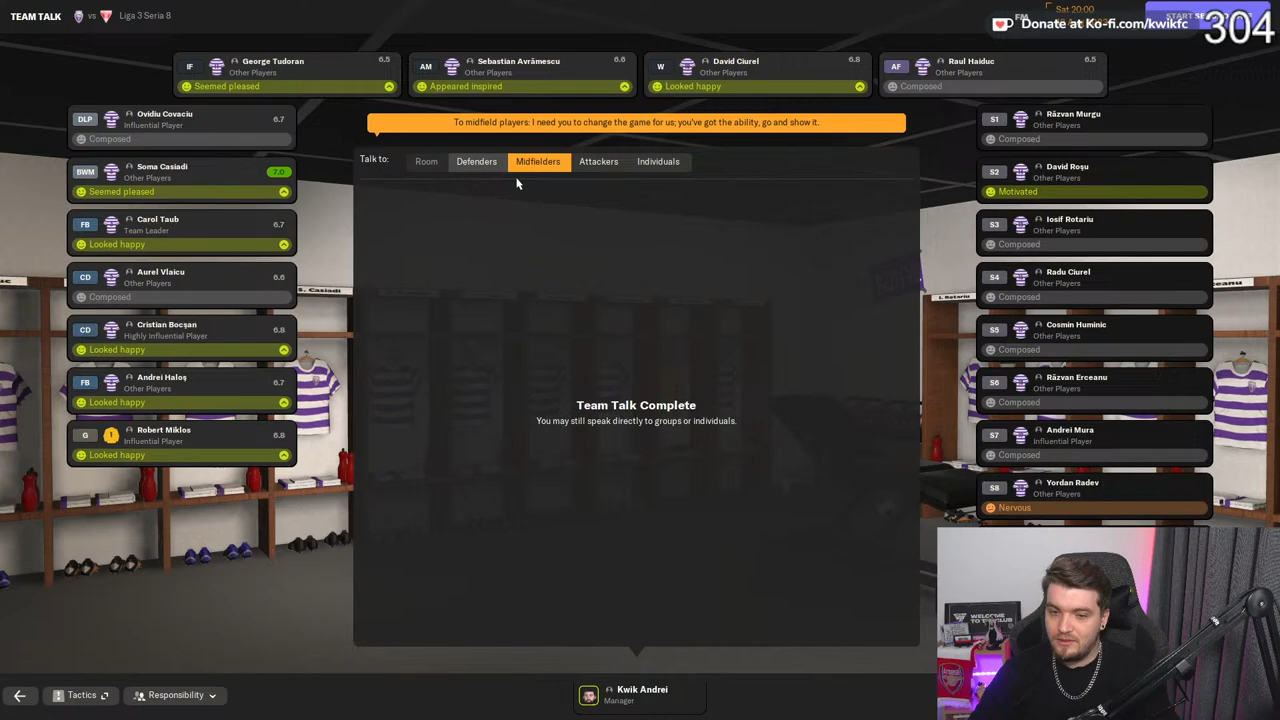 TEAM TALK
vs
Liga 3 Seria 8
Sat 20:00
FM
START SE
Donate at Ko-fi.com/kwikfc
304
IF
George Tudoran
6.5
Other Players
Seemed pleased
AM
Sebastian Avrămescu
6.6
Other Players
Appeared inspired
W
David Ciurel
6.8
Other Players
Looked happy
AF
Raul Haiduc
6.5
Other Players
Composed
DLP
Ovidiu Covaciu
6.7
Influential Player
Composed
BWM
Soma Casiadi
7.0
Other Players
Seemed pleased
FB
Carol Taub
6.7
Team Leader
Looked happy
CD
Aurel Vlaicu
6.6
Other Players
Composed
CD
Cristian Bocșan
6.8
Highly Influential Player
Looked happy
FB
Andrei Haloș
6.7
Other Players
Looked happy
G
1
Robert Miklos
6.8
Influential Player
Looked happy
To midfield players: I need you to change the game for us; you've got the ability, go and show it.
Talk to:
Room
Defenders
Midfielders
Attackers
Individuals
Team Talk Complete
You may still speak directly to groups or individuals.
S1
Răzvan Murgu
Other Players
Composed
S2
David Roșu
Other Players
Motivated
S3
Iosif Rotariu
Other Players
Composed
S4
Radu Ciurel
Other Players
Composed
S5
Cosmin Huminic
Other Players
Composed
S6
Răzvan Erceanu
Other Players
Composed
S7
Andrei Mura
Influential Player
Composed
S8
Yordan Radev
Other Players
Nervous
S. Casiadi
I. Rotariu
Tactics
Responsibility
Kwik Andrei
Manager